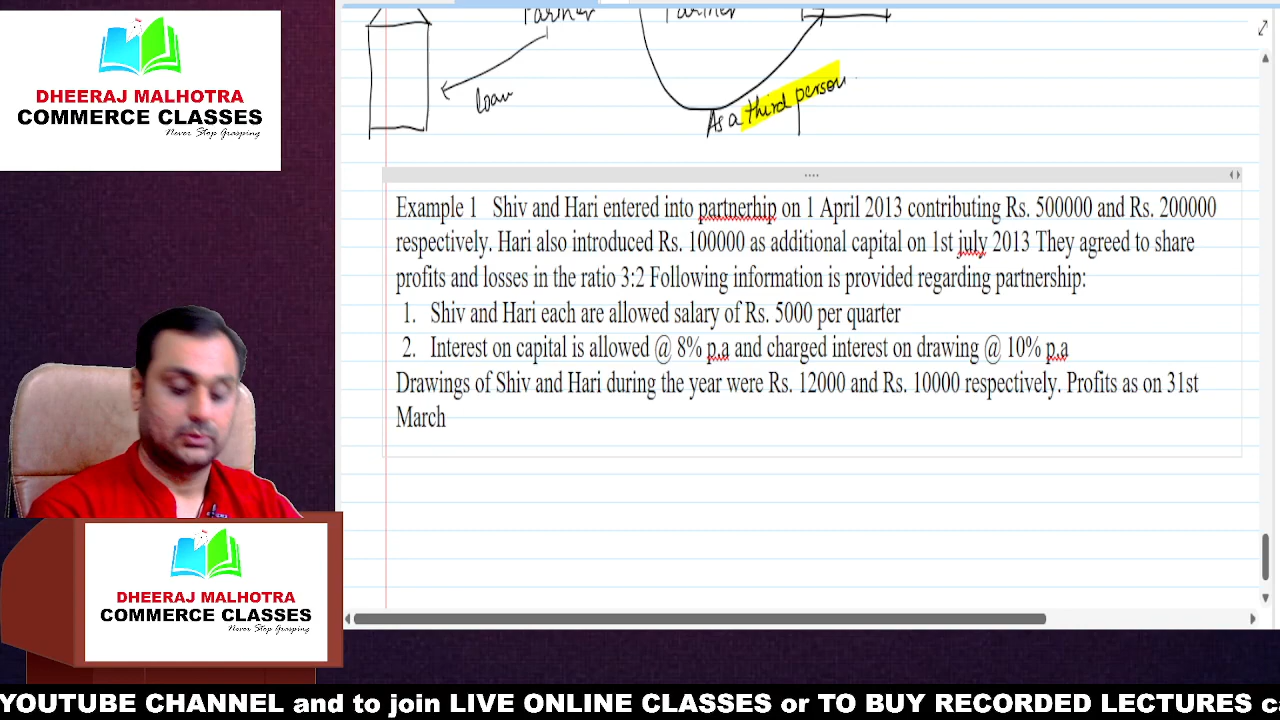 DHEERAJ MALHOTRA
COMMERCE CLASSES
Never Stop Grasping
Partner
Partner
loan
As a third person
Example 1 Shiv and Hari entered into partnerhip on 1 April 2013 contributing Rs. 500000 and Rs. 200000
respectively. Hari also introduced Rs. 100000 as additional capital on 1st july 2013 They agreed to share
profits and losses in the ratio 3:2 Following information is provided regarding partnership:
1. Shiv and Hari each are allowed salary of Rs. 5000 per quarter
2. Interest on capital is allowed @ 8% p.a and charged interest on drawing @ 10% p.a
Drawings of Shiv and Hari during the year were Rs. 12000 and Rs. 10000 respectively. Profits as on 31st
March
DHEERAJ MALHOTRA
COMMERCE CLASSES
Never Stop Grasping
YOUTUBE CHANNEL and to join LIVE ONLINE CLASSES or TO BUY RECORDED LECTURES c